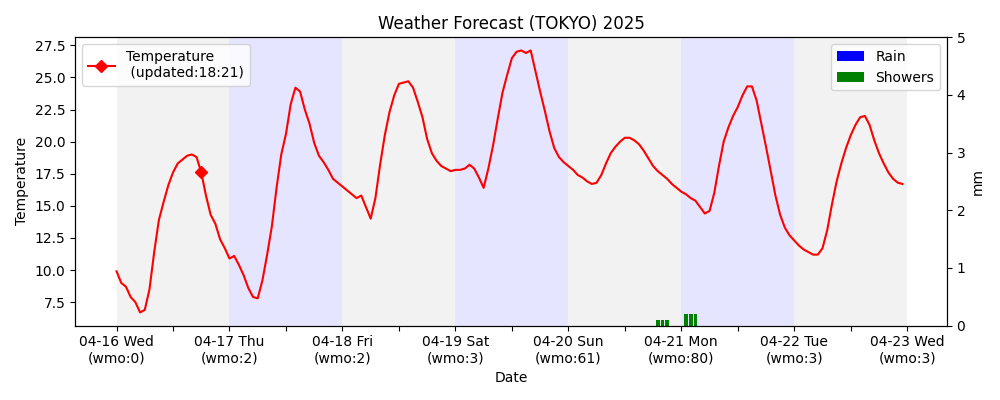 Weather Forecast (TOKYO) 2025
Temperature
(updated:18:21)
Rain
Showers
27.5
25.0
22.5
20.0
17.5
15.0
12.5
10.0
7.5
Temperature
5
4
3
2
1
0
mm
04-16 Wed
(wmo:0)
04-17 Thu
(wmo:2)
04-18 Fri
(wmo:2)
04-19 Sat
(wmo:3)
04-20 Sun
(wmo:61)
04-21 Mon
(wmo:80)
04-22 Tue
(wmo:3)
04-23 Wed
(wmo:3)
Date